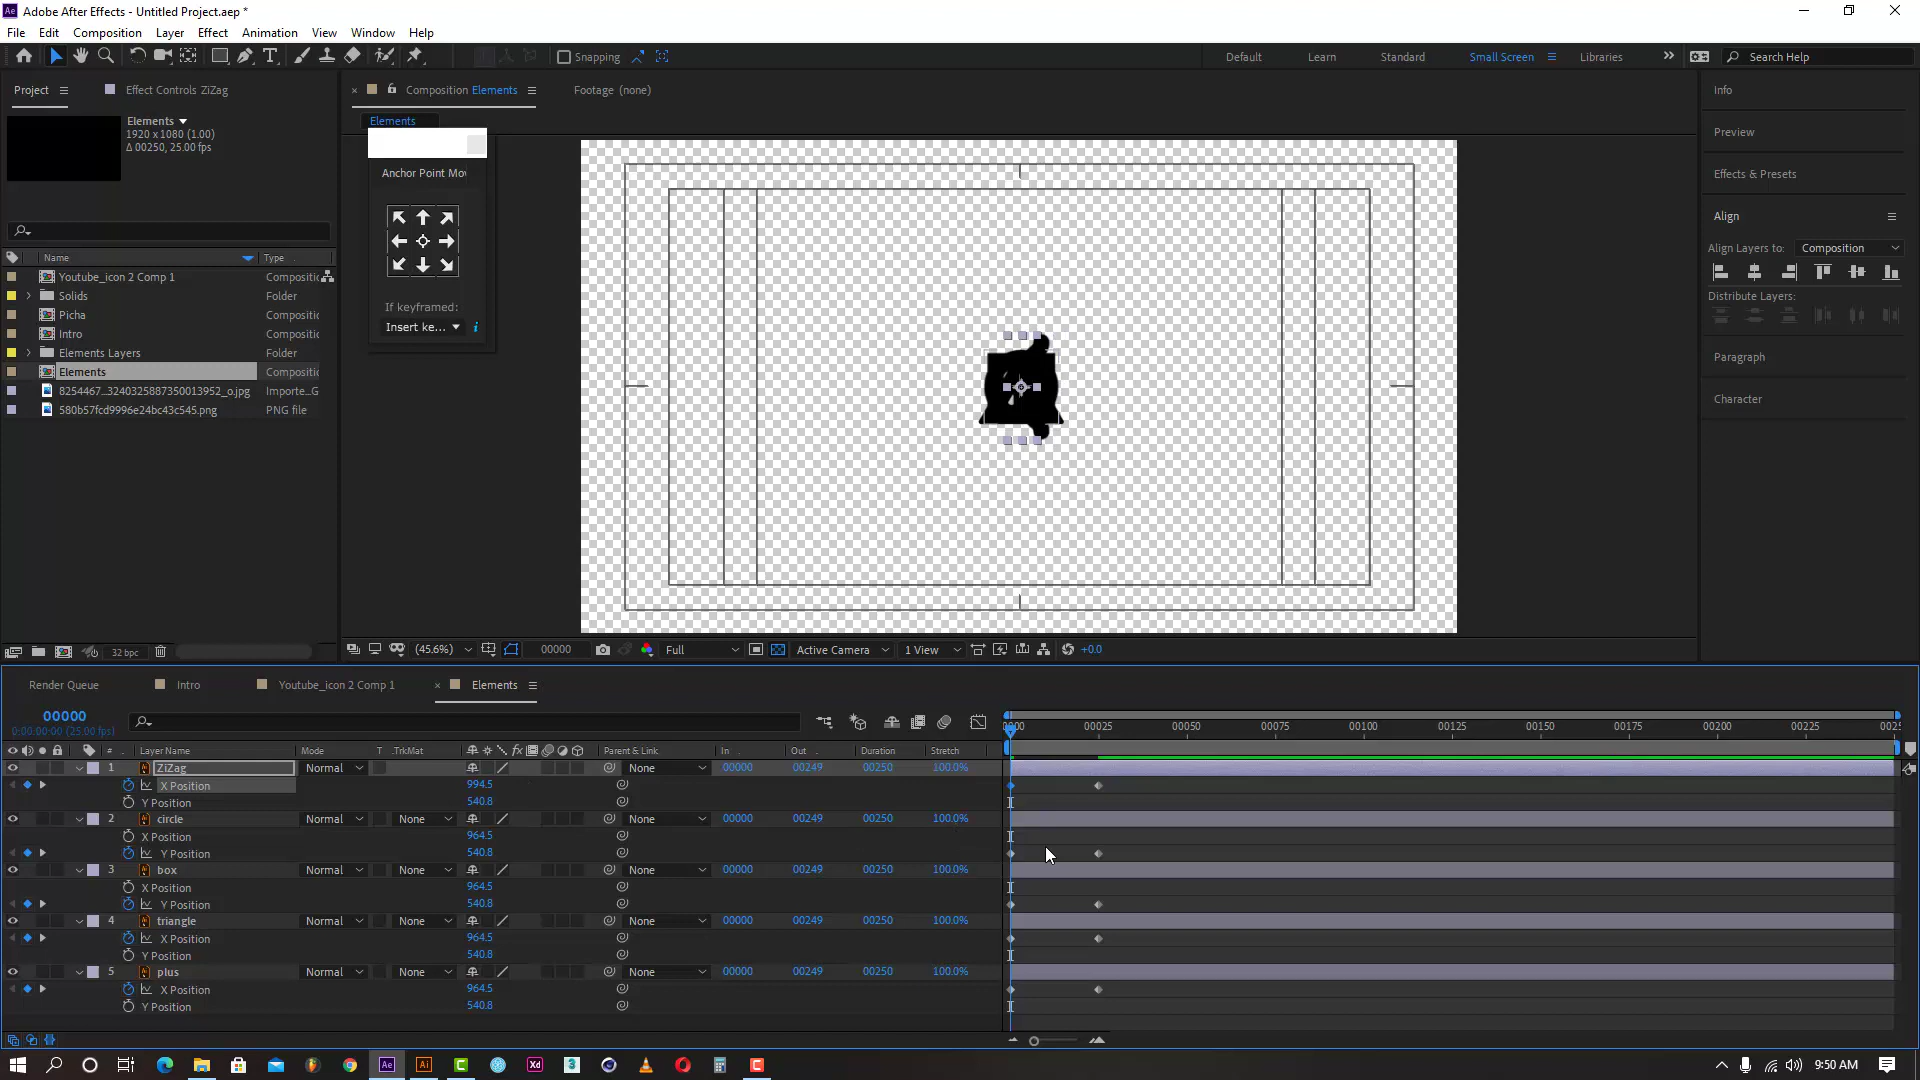 Adobe After Effects - Untitled Project.aep *
File Edit Composition Layer Effect Animation View Window Help
Snapping Default Learn Standard Small Screen Libraries Search Help
Project Effect Controls ZiZag
Composition Elements Footage (none)
Info
Elements
1920 x 1080 (1.00)
Δ 00250, 25.00 fps
Elements
Preview
Anchor Point Mo
Effects & Presets
Align
Align Layers to: Composition
Distribute Layers:
If keyframed:
Insert ke...
Paragraph
Character
Name Type
Youtube_icon 2 Comp 1 Compositic
Solids Folder
Picha Compositic
Intro Compositic
Elements Layers Folder
Elements Compositic
8254467...3240325887350013952_o.jpg Importe...G
580b57fcd9996e24bc43c545.png PNG file
32 bpc
(45.6%) 00000 Full Active Camera 1 View +0.0
Render Queue Intro Youtube_icon 2 Comp 1 Elements
00000
0:00:00:00 (25.00 fps)
00025 00050 00075 00100 00125 00150 00175 00200 00225
# Layer Name Mode T .TrkMat Parent & Link In Out Duration Stretch
1 ZiZag Normal None 00000 00249 00250 100.0%
X Position 994.5
Y Position 540.8
2 circle Normal None None 00000 00249 00250 100.0%
X Position 964.5
Y Position 540.8
3 box Normal None None 00000 00249 00250 100.0%
X Position 964.5
Y Position 540.8
4 triangle Normal None None 00000 00249 00250 100.0%
X Position 964.5
Y Position 540.8
5 plus Normal None None 00000 00249 00250 100.0%
X Position 964.5
Y Position 540.8
9:50 AM